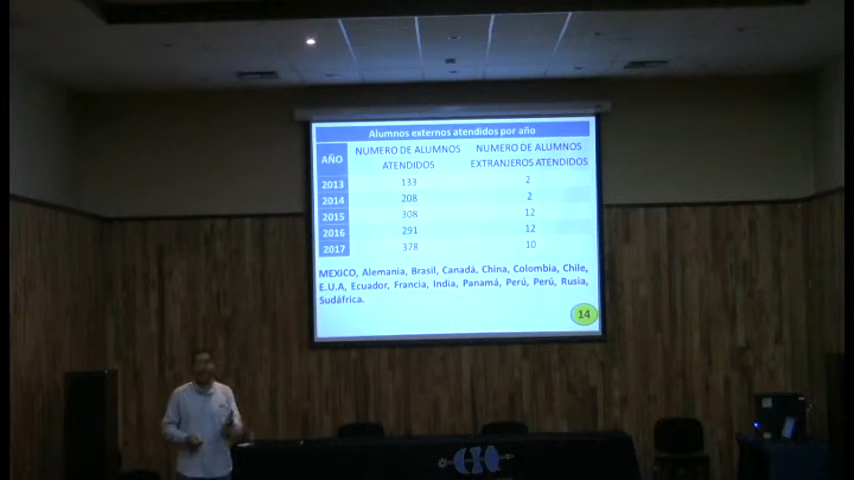 Alumnos externos atendidos por año
AÑO
NUMERO DE ALUMNOS
ATENDIDOS
NUMERO DE ALUMNOS
EXTRANJEROS ATENDIDOS
2013 133 2
2014 208 2
2015 308 12
2016 291 12
2017 378 10
MEXICO, Alemania, Brasil, Canadá, China, Colombia, Chile,
E.U.A, Ecuador, Francia, India, Panamá, Perú, Perú, Rusia,
Sudáfrica.
14